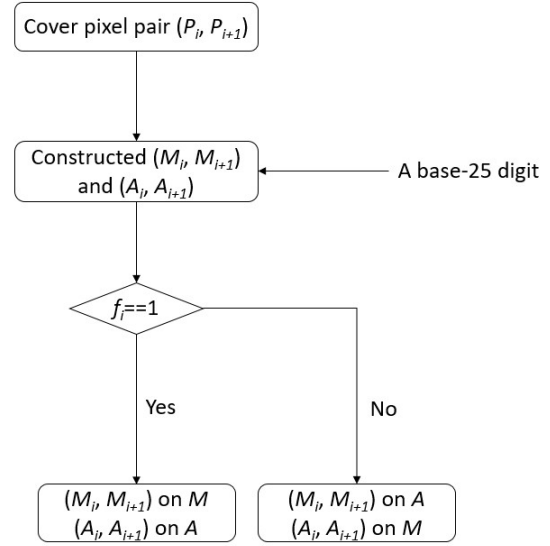 Cover pixel pair (Pi, Pi+1)
Constructed (Mi, Mi+1)
and (Ai, Ai+1)
A base-25 digit
fi==1
Yes
No
(Mi, Mi+1) on M
(Ai, Ai+1) on A
(Mi, Mi+1) on A
(Ai, Ai+1) on M